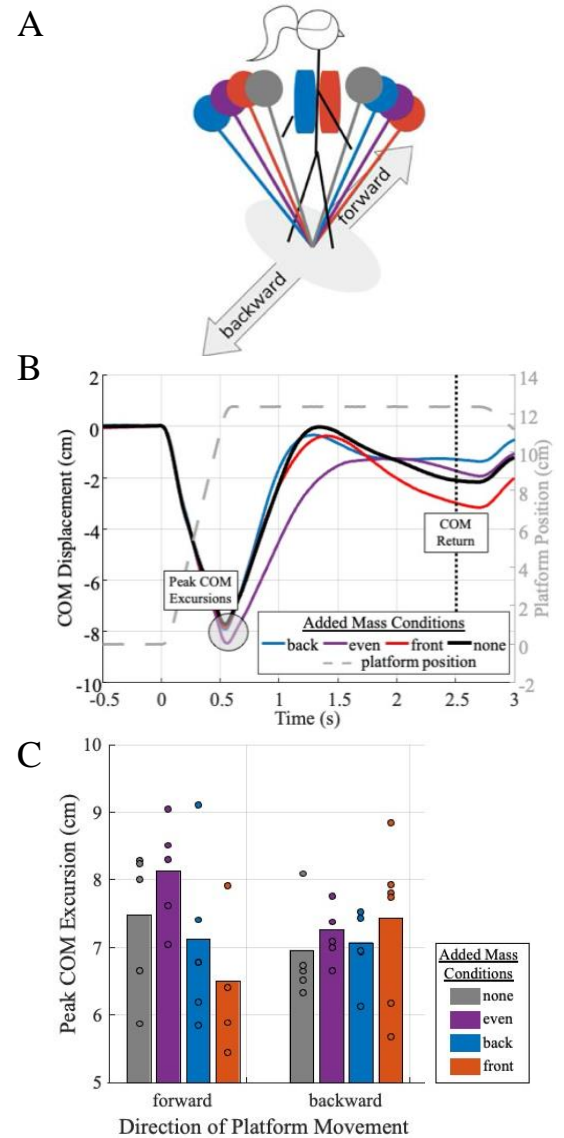 A
forward
backward
B
2
0
-2
-4
-6
-8
-10
COM Displacement (cm)
14
12
10
8
6
4
2
0
-2
Platform Position (cm)
Peak COM
Excursions
COM
Return
Added Mass Conditions
back even front none
platform position
-0.5 0 0.5 1 1.5 2 2.5 3
Time (s)
C
10
9
8
7
6
5
Peak COM Excursion (cm)
forward backward
Direction of Platform Movement
Added Mass
Conditions
none
even
back
front